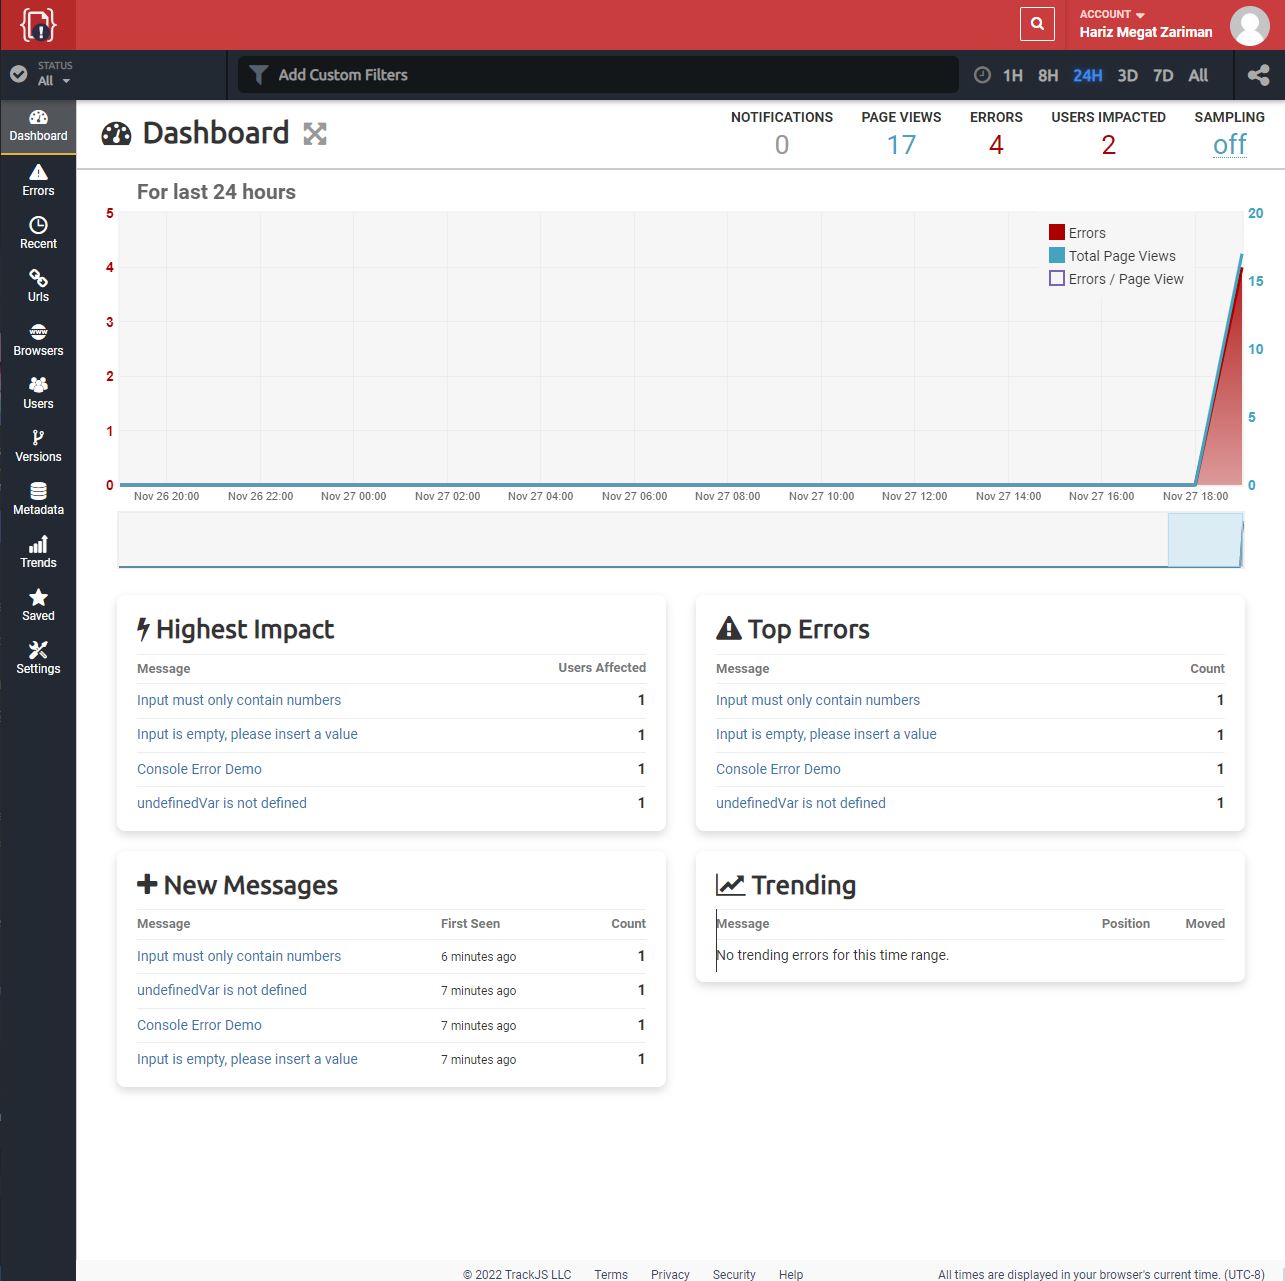 ACCOUNT
Hariz Megat Zariman
STATUS
All
Add Custom Filters
1H 8H 24H 3D 7D All
Dashboard
Errors
Recent
Urls
Browsers
Users
Versions
Metadata
Trends
Saved
Settings
Dashboard
NOTIFICATIONS PAGE VIEWS ERRORS USERS IMPACTED SAMPLING
0 17 4 2 off
For last 24 hours
5
4
3
2
1
0
20
15
10
5
0
Errors
Total Page Views
Errors / Page View
Nov 26 20:00 Nov 26 22:00 Nov 27 00:00 Nov 27 02:00 Nov 27 04:00 Nov 27 06:00 Nov 27 08:00 Nov 27 10:00 Nov 27 12:00 Nov 27 14:00 Nov 27 16:00 Nov 27 18:00
Highest Impact
Message Users Affected
Input must only contain numbers 1
Input is empty, please insert a value 1
Console Error Demo 1
undefinedVar is not defined 1
Top Errors
Message Count
Input must only contain numbers 1
Input is empty, please insert a value 1
Console Error Demo 1
undefinedVar is not defined 1
New Messages
Message First Seen Count
Input must only contain numbers 6 minutes ago 1
undefinedVar is not defined 7 minutes ago 1
Console Error Demo 7 minutes ago 1
Input is empty, please insert a value 7 minutes ago 1
Trending
Message Position Moved
No trending errors for this time range.
© 2022 TrackJS LLC Terms Privacy Security Help All times are displayed in your browser's current time. (UTC-8)